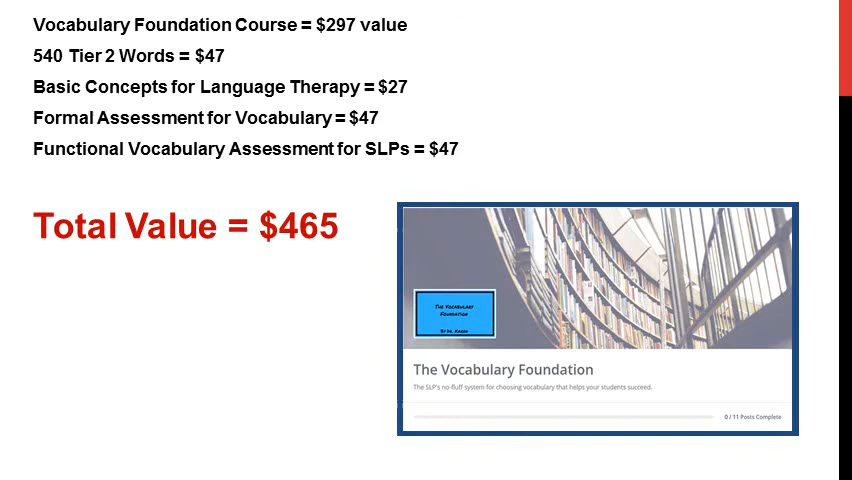 Vocabulary Foundation Course = $297 value
540 Tier 2 Words = $47
Basic Concepts for Language Therapy = $27
Formal Assessment for Vocabulary = $47
Functional Vocabulary Assessment for SLPs = $47
Total Value = $465
The Vocabulary
Foundation
By Dr. Karen
The Vocabulary Foundation
The SLP's no-fluff system for choosing vocabulary that helps your students succeed.
0 / 11 Posts Complete